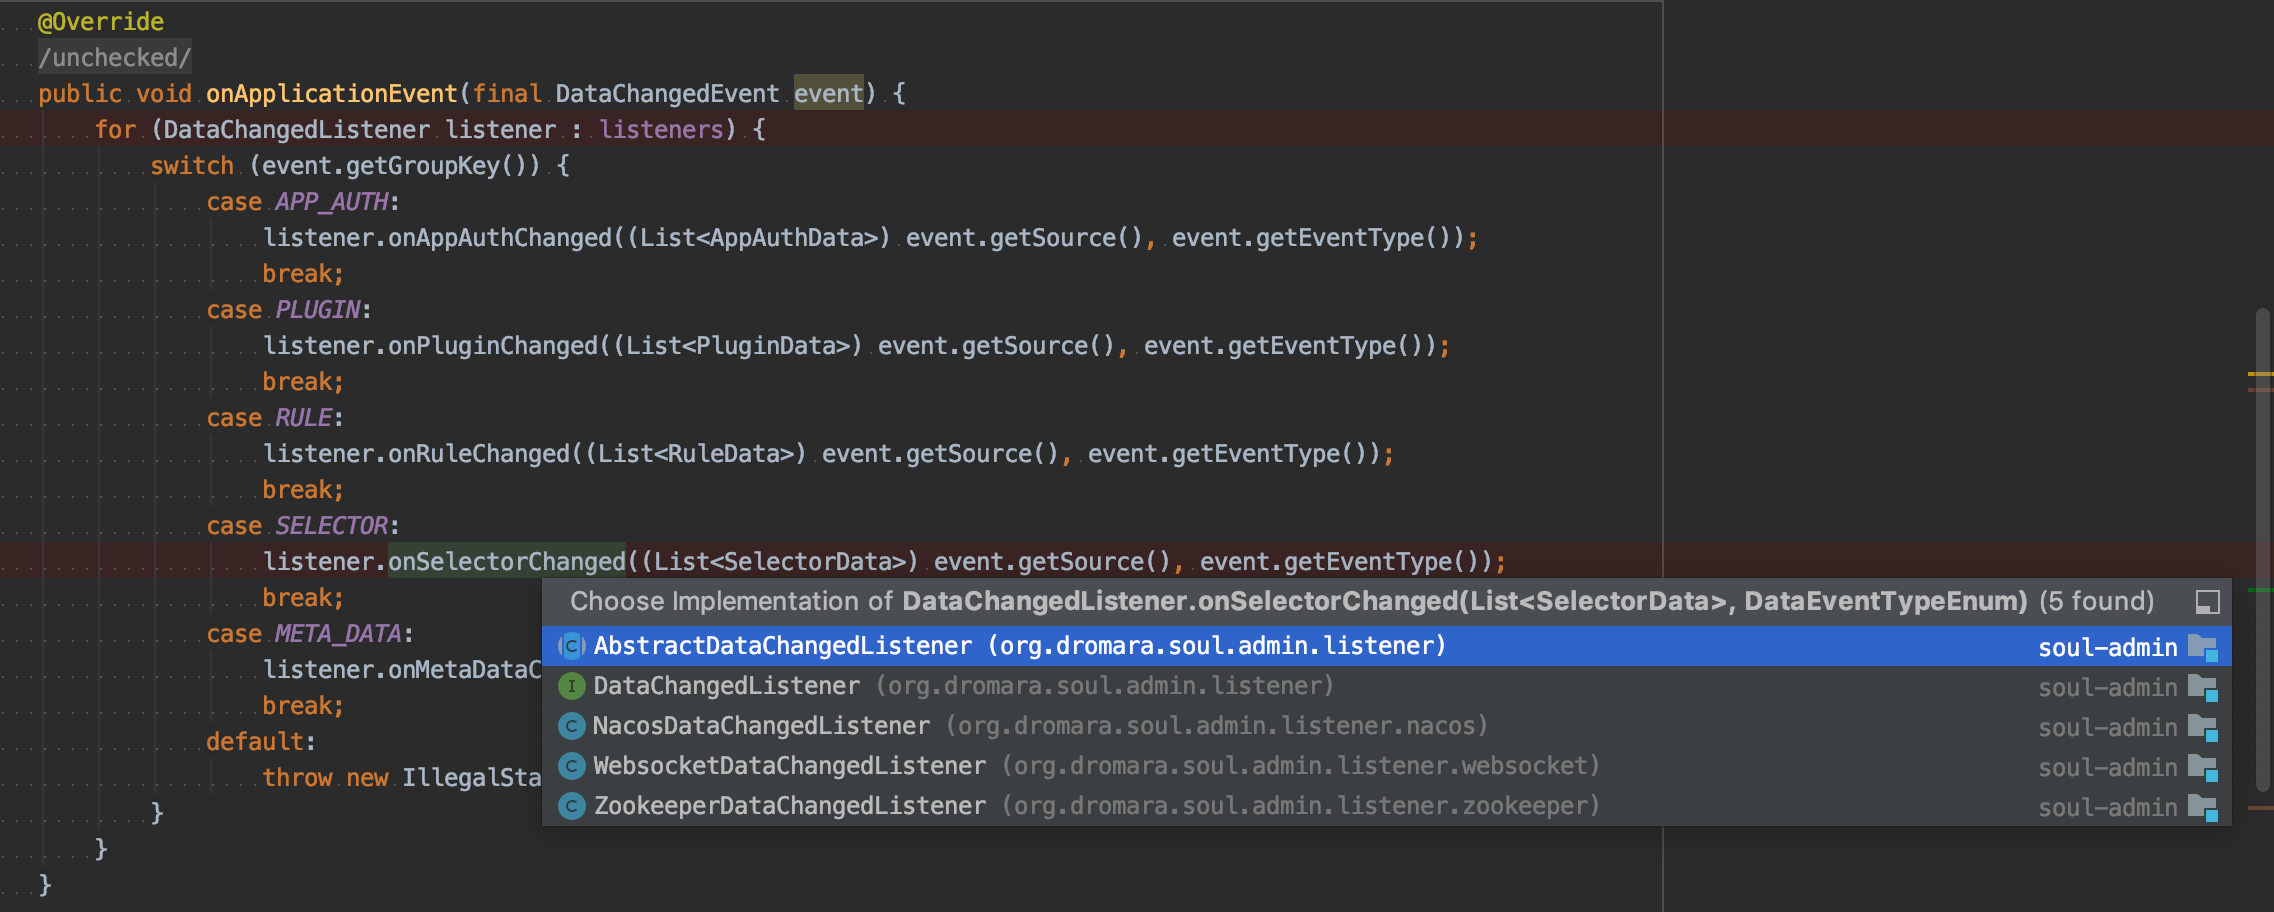 @Override
/unchecked/
public void onApplicationEvent(final DataChangedEvent event) {
for (DataChangedListener listener : listeners) {
switch (event.getGroupKey()) {
case APP_AUTH:
listener.onAppAuthChanged((List<AppAuthData>) event.getSource(), event.getEventType());
break;
case PLUGIN:
listener.onPluginChanged((List<PluginData>) event.getSource(), event.getEventType());
break;
case RULE:
listener.onRuleChanged((List<RuleData>) event.getSource(), event.getEventType());
break;
case SELECTOR:
listener.onSelectorChanged((List<SelectorData>) event.getSource(), event.getEventType());
break;
case META_DATA:
listener.onMetaDataC
break;
default:
throw new IllegalSta
}
}
}
Choose Implementation of DataChangedListener.onSelectorChanged(List<SelectorData>, DataEventTypeEnum) (5 found)
AbstractDataChangedListener (org.dromara.soul.admin.listener) soul-admin
DataChangedListener (org.dromara.soul.admin.listener) soul-admin
NacosDataChangedListener (org.dromara.soul.admin.listener.nacos) soul-admin
WebsocketDataChangedListener (org.dromara.soul.admin.listener.websocket) soul-admin
ZookeeperDataChangedListener (org.dromara.soul.admin.listener.zookeeper) soul-admin